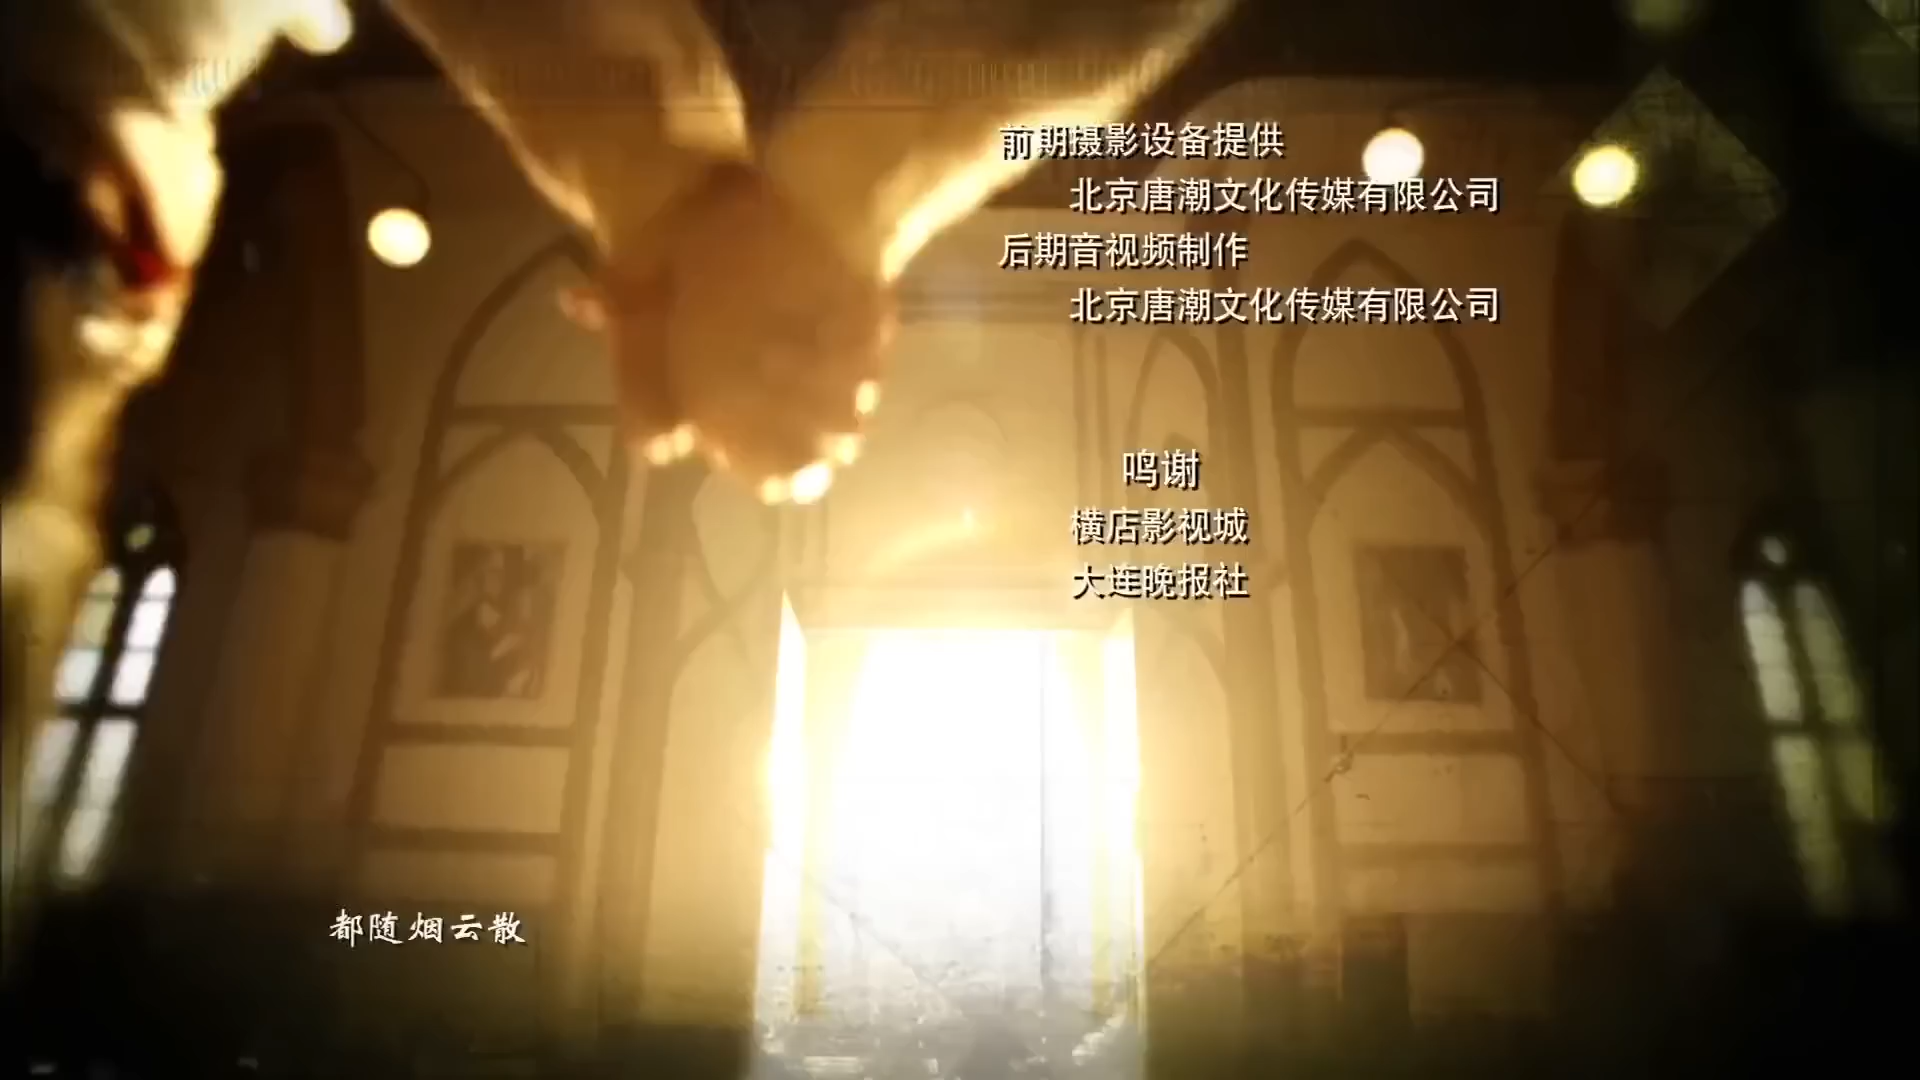 前期摄影设备提供
北京唐潮文化传媒有限公司
后期音视频制作
北京唐潮文化传媒有限公司
鸣谢
横店影视城
大连晚报社
都随烟云散